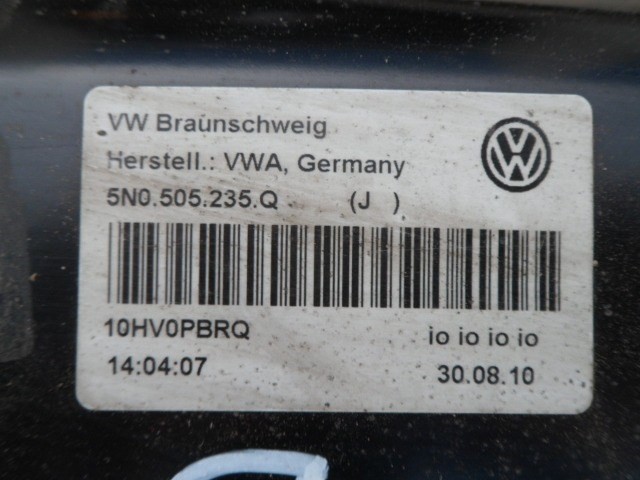 VW Braunschweig
Herstell.: VWA, Germany
5N0.505.235.Q (J )
10HV0PBRQ io io io io
14:04:07 30.08.10